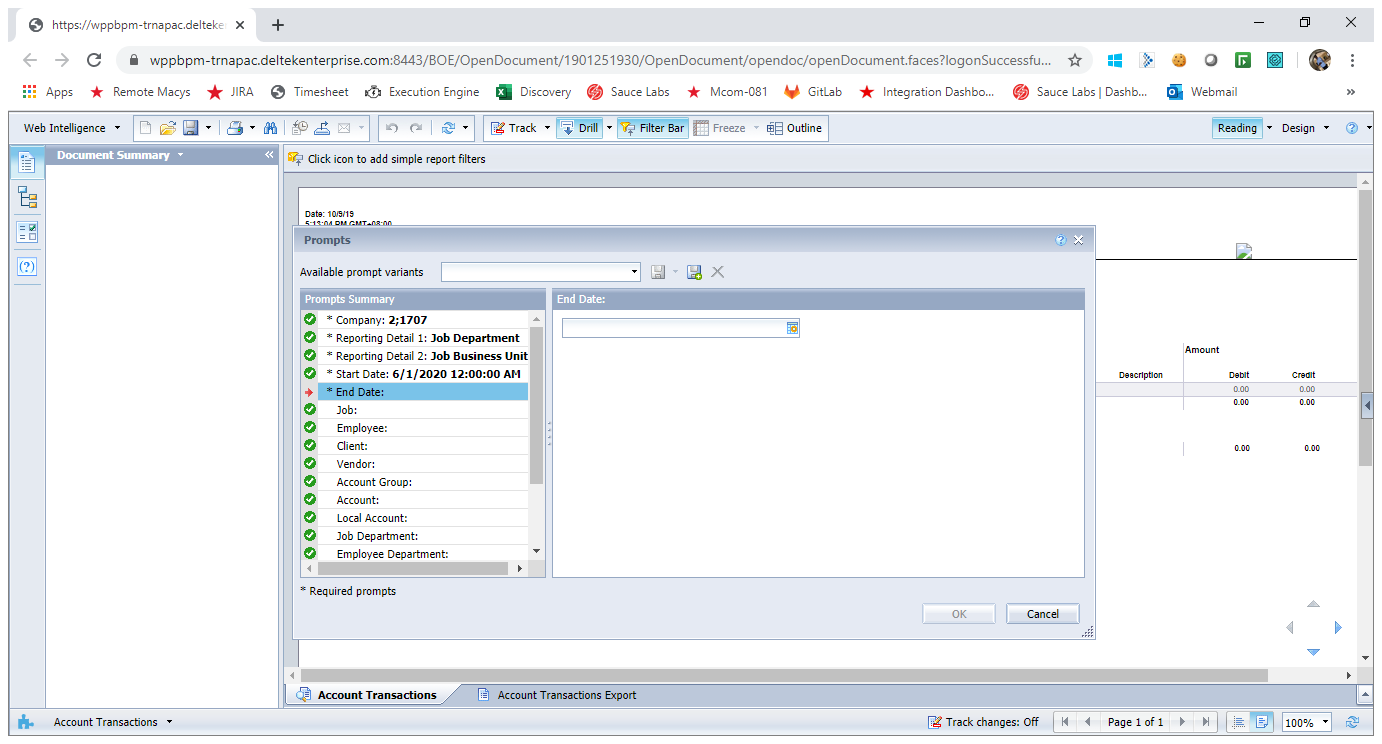 https://wppbpm-trnapac.delteke
wppbpm-trnapac.deltekenterprise.com:8443/BOE/OpenDocument/1901251930/OpenDocument/opendoc/openDocument.faces?logonSuccessfu...
Apps Remote Macys JIRA Timesheet Execution Engine Discovery Sauce Labs Mcom-081 GitLab Integration Dashbo... Sauce Labs | Dashb... Webmail »
Web Intelligence Track Drill Filter Bar Freeze Outline Reading Design
Document Summary «
Click icon to add simple report filters
Date: 10/9/19
5:13:04 PM GMT+08:00
Prompts
Available prompt variants
Prompts Summary
* Company: 2;1707
* Reporting Detail 1: Job Department
* Reporting Detail 2: Job Business Unit
* Start Date: 6/1/2020 12:00:00 AM
* End Date:
Job:
Employee:
Client:
Vendor:
Account Group:
Account:
Local Account:
Job Department:
Employee Department:
End Date:
* Required prompts
OK Cancel
Amount
Description Debit Credit
0.00 0.00
0.00 0.00
0.00 0.00
Account Transactions Account Transactions Export
Account Transactions Track changes: Off Page 1 of 1 100%